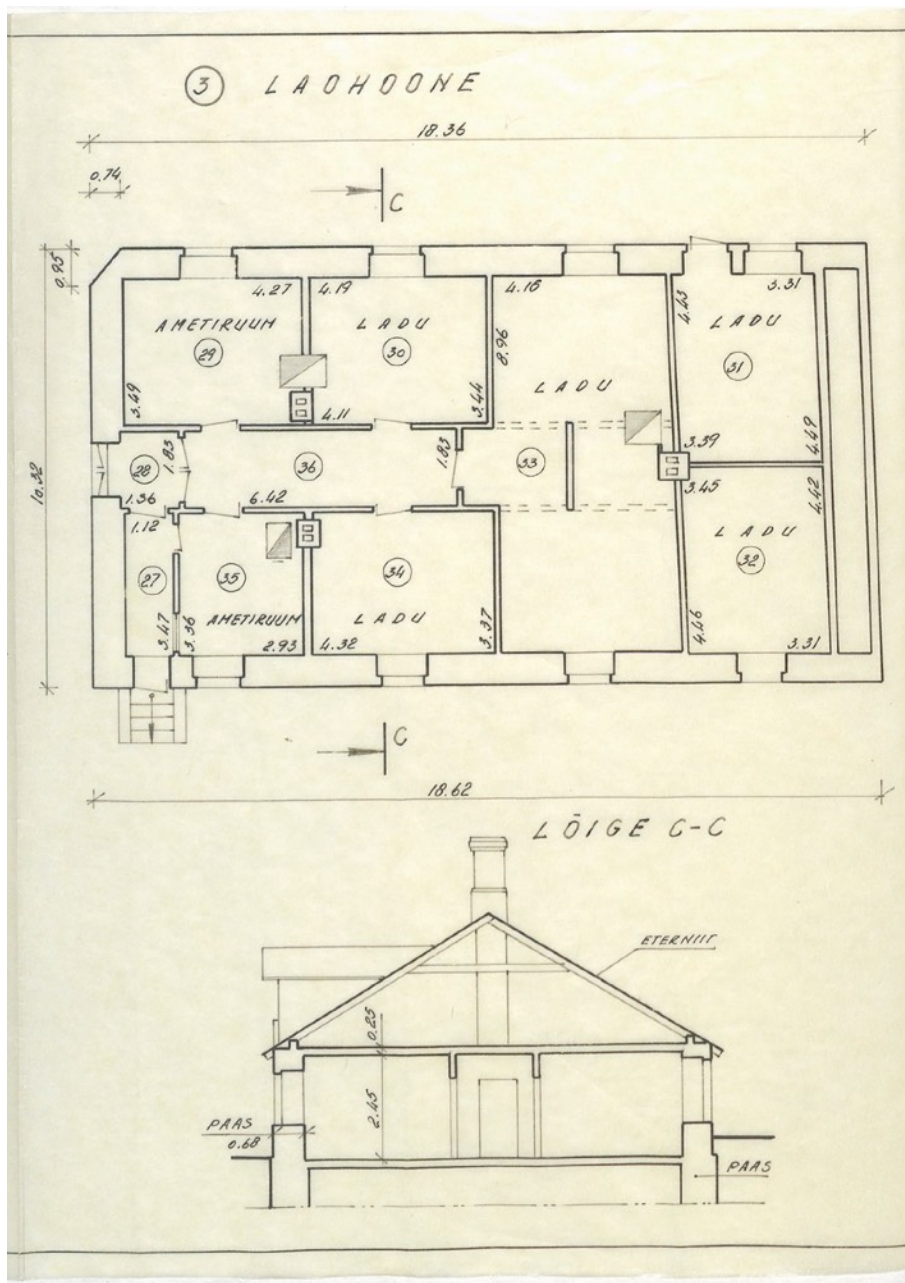 3 LAOHOONE
18.36
0.74
C
0.95
4.27 4.19 4.16 3.31
AMETIRUUM LADU 4.43 LADU
29 30 8.96 31
LADU
3.49 4.11 3.44
3.39 4.49
28 1.83 36 1.83 33
1.36 6.42 3.45 4.42
1.12
10.32
27 35 34 LADU
32
3.47 3.36 AMETIRUUM LADU 3.37 4.46
2.93 4.32 3.31
C
18.62
LÕIGE C-C
ETERNIIT
0.25
2.45
PAAS
0.68
PAAS